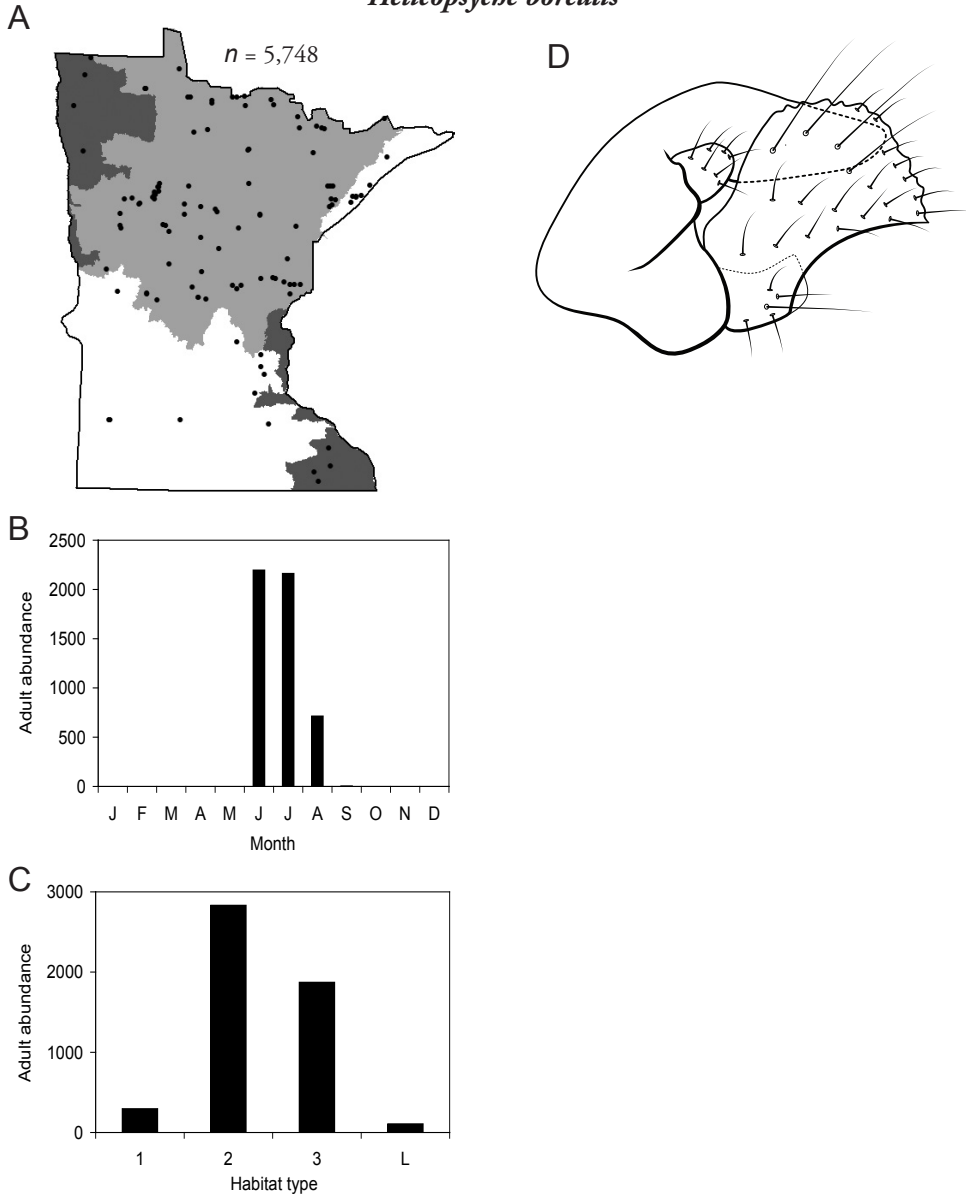 Helicopsyche borealis
A
n = 5,748
D
B
2500
2000
1500
1000
500
0
Adult abundance
J F M A M J J A S O N D
Month
C
3000
2000
1000
0
Adult abundance
1 2 3 L
Habitat type